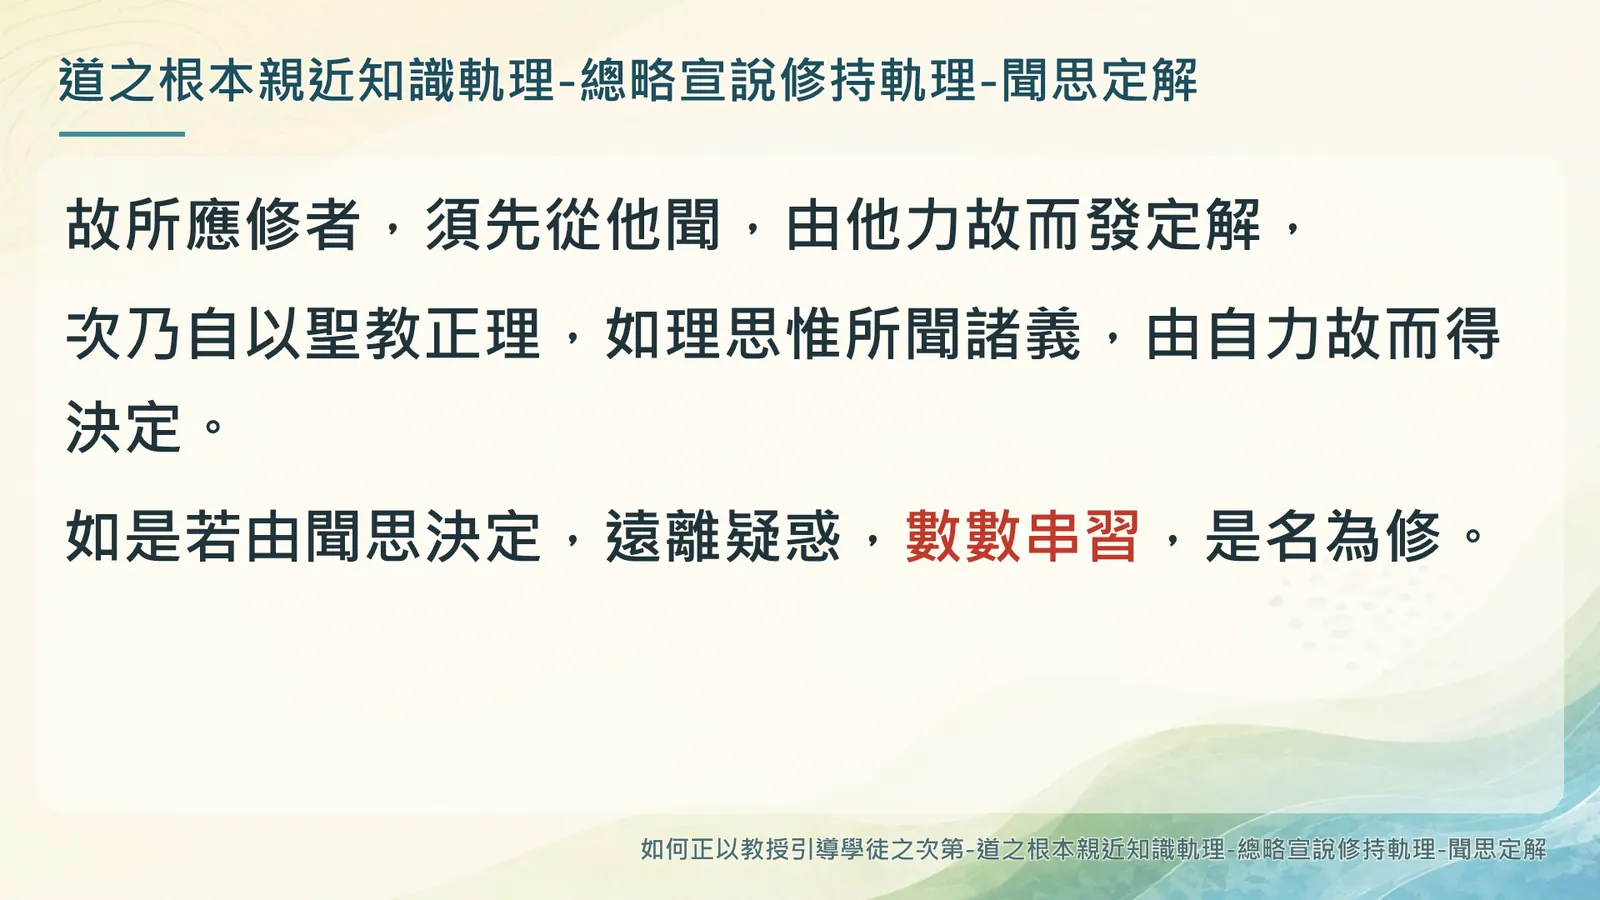 道之根本親近知識軌理-總略宣說修持軌理-聞思定解
故所應修者，須先從他聞，由他力故而發定解，
次乃自以聖教正理，如理思惟所聞諸義，由自力故而得
決定。
如是若由聞思決定，遠離疑惑，數數串習，是名為修。
如何正以教授引導學徒之次第-道之根本親近知識軌理-總略宣說修持軌理-聞思定解